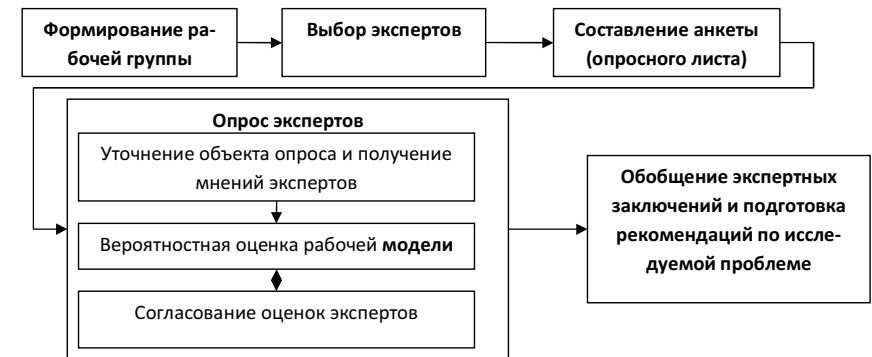 Формирование ра-
бочей группы
Выбор экспертов
Составление анкеты
(опросного листа)
Опрос экспертов
Уточнение объекта опроса и получение
мнений экспертов
Вероятностная оценка рабочей модели
Согласование оценок экспертов
Обобщение экспертных
заключений и подготовка
рекомендаций по иссле-
дуемой проблеме